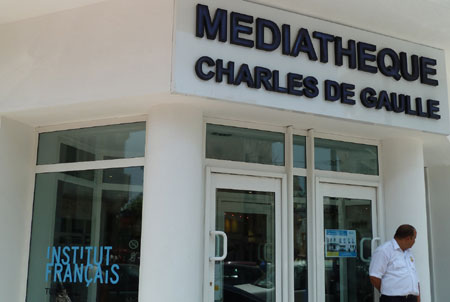 MEDIATHEQUE
CHARLES DE GAULLE
INSTITUT
FRANÇAIS